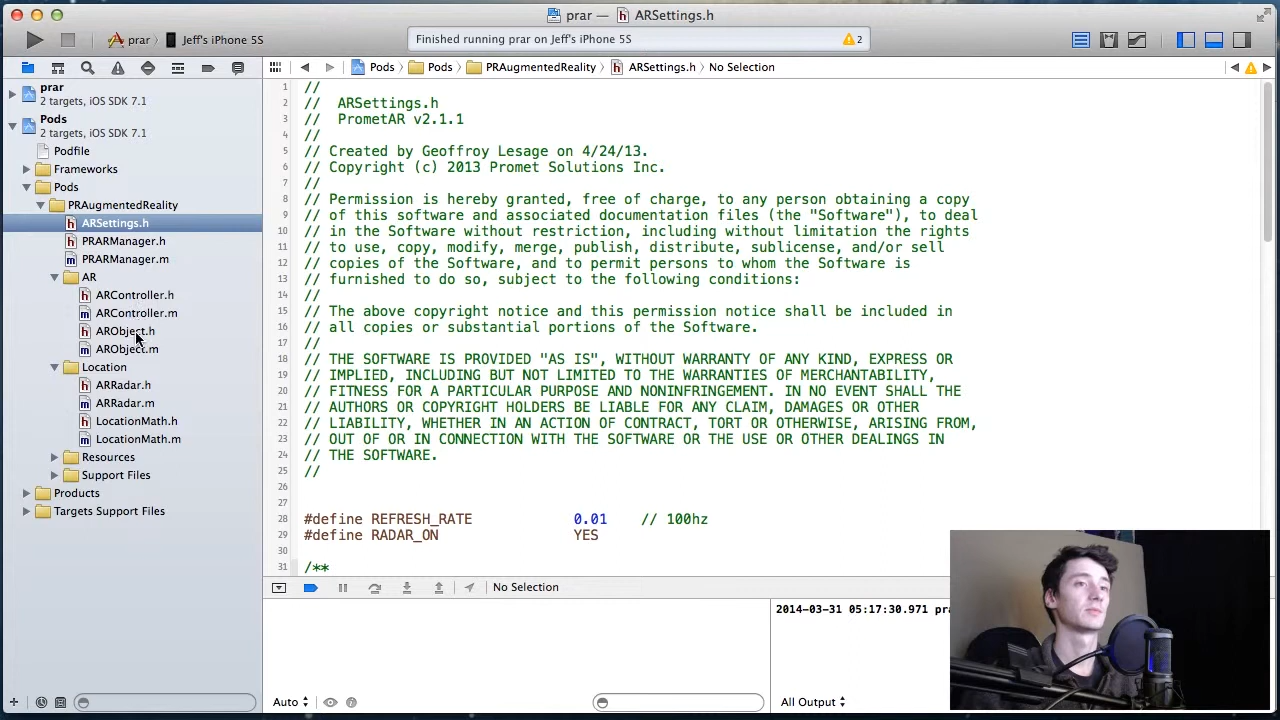 prar — ARSettings.h
prar Jeff's iPhone 5S
Finished running prar on Jeff's iPhone 5S
2
Pods PRAugmentedReality ARSettings.h No Selection
Pods
prar
2 targets, iOS SDK 7.1
Pods
2 targets, iOS SDK 7.1
Podfile
Frameworks
Pods
PRAugmentedReality
ARSettings.h
PRARManager.h
PRARManager.m
AR
ARController.h
ARController.m
ARObject.h
ARObject.m
Location
ARRadar.h
ARRadar.m
LocationMath.h
LocationMath.m
Resources
Support Files
Products
Targets Support Files
1 //
2 // ARSettings.h
3 // PrometAR v2.1.1
4 //
5 // Created by Geoffroy Lesage on 4/24/13.
6 // Copyright (c) 2013 Promet Solutions Inc.
7 //
8 // Permission is hereby granted, free of charge, to any person obtaining a copy
9 // of this software and associated documentation files (the "Software"), to deal
10 // in the Software without restriction, including without limitation the rights
11 // to use, copy, modify, merge, publish, distribute, sublicense, and/or sell
12 // copies of the Software, and to permit persons to whom the Software is
13 // furnished to do so, subject to the following conditions:
14 //
15 // The above copyright notice and this permission notice shall be included in
16 // all copies or substantial portions of the Software.
17 //
18 // THE SOFTWARE IS PROVIDED "AS IS", WITHOUT WARRANTY OF ANY KIND, EXPRESS OR
19 // IMPLIED, INCLUDING BUT NOT LIMITED TO THE WARRANTIES OF MERCHANTABILITY,
20 // FITNESS FOR A PARTICULAR PURPOSE AND NONINFRINGEMENT. IN NO EVENT SHALL THE
21 // AUTHORS OR COPYRIGHT HOLDERS BE LIABLE FOR ANY CLAIM, DAMAGES OR OTHER
22 // LIABILITY, WHETHER IN AN ACTION OF CONTRACT, TORT OR OTHERWISE, ARISING FROM,
23 // OUT OF OR IN CONNECTION WITH THE SOFTWARE OR THE USE OR OTHER DEALINGS IN
24 // THE SOFTWARE.
25 //
26
27
28 #define REFRESH_RATE 0.01 // 100hz
29 #define RADAR_ON YES
30
31 /**
No Selection
2014-03-31 05:17:30.971 pra
Auto
All Output